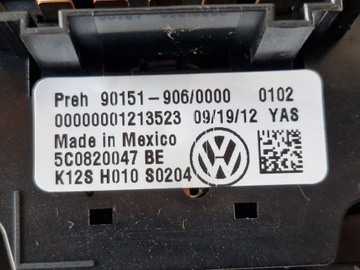 Preh 90151-906/0000 0102
00000001213523 09/19/12 YAS
Made in Mexico
5C0820047 BE
K12S H010 S0204